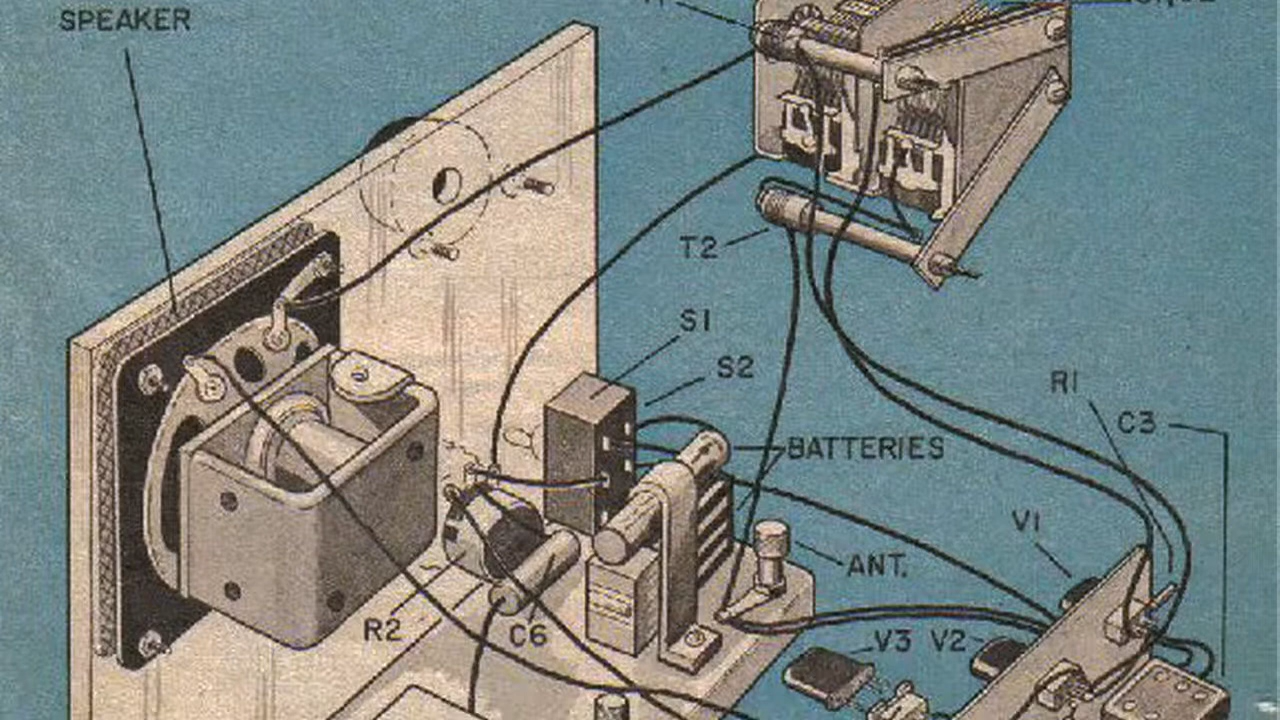 SPEAKER
T2
S1
S2
R1
C3
BATTERIES
V1
ANT.
R2
C6
V3 V2